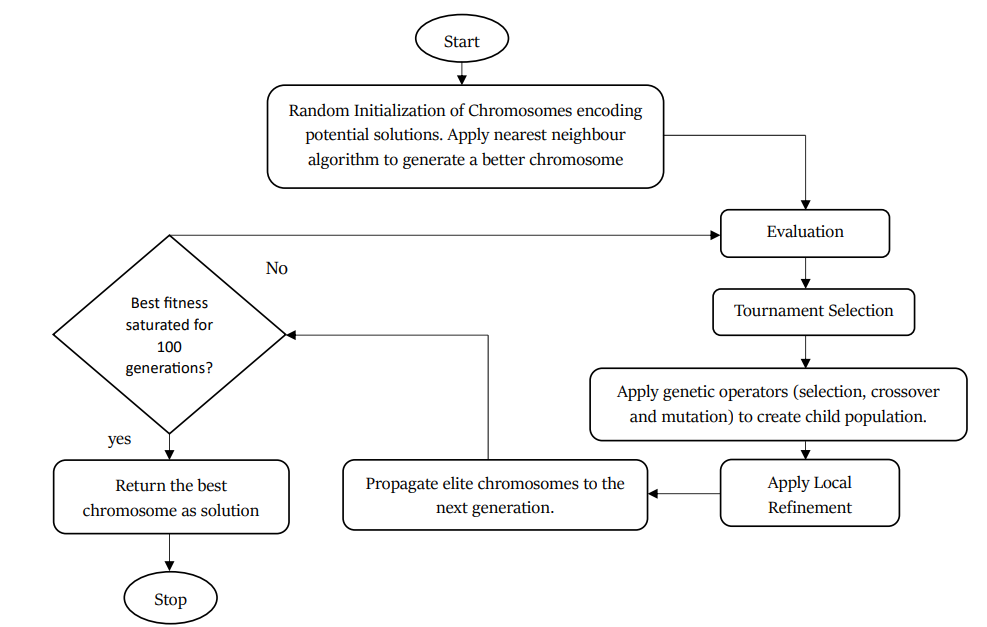 Start
Random Initialization of Chromosomes encoding
potential solutions. Apply nearest neighbour
algorithm to generate a better chromosome
Evaluation
Tournament Selection
Apply genetic operators (selection, crossover
and mutation) to create child population.
Apply Local
Refinement
Propagate elite chromosomes to the
next generation.
Best fitness
saturated for
100
generations?
No
yes
Return the best
chromosome as solution
Stop